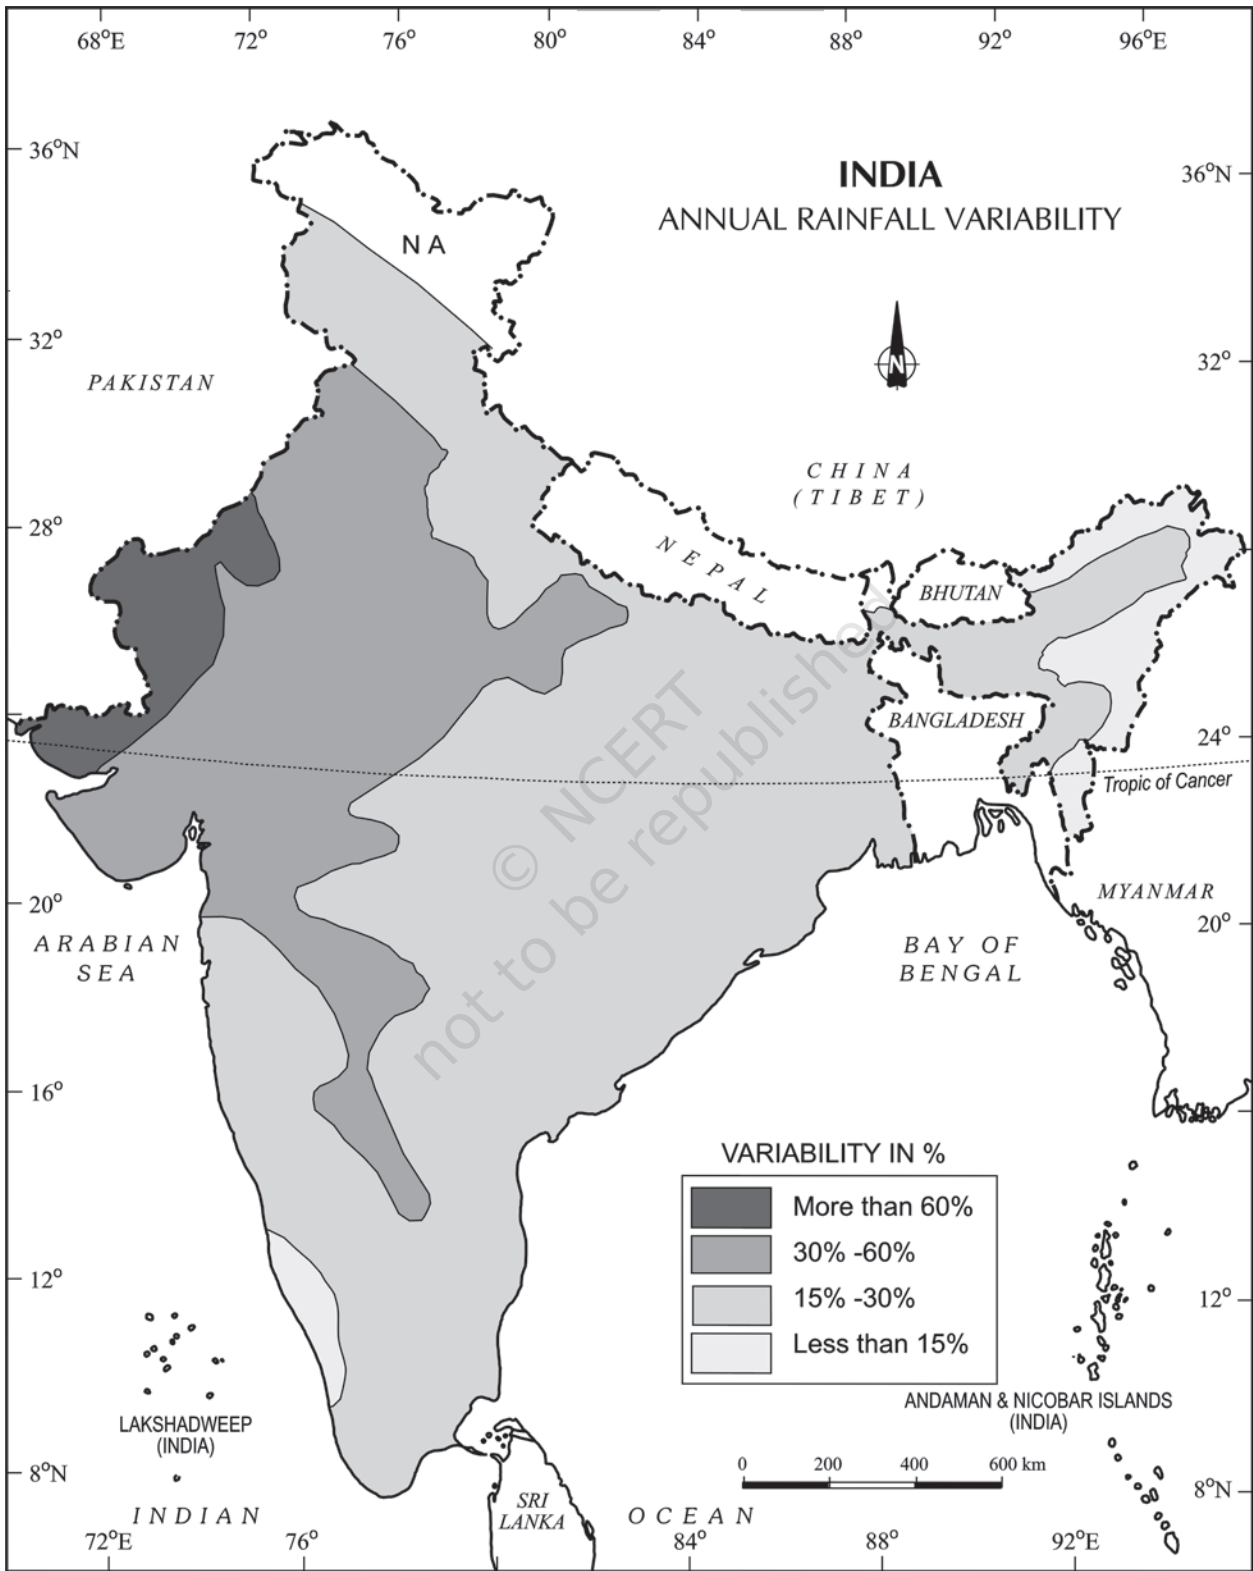 68°E 72° 76° 80° 84° 88° 92° 96°E
36°N
INDIA
36°N
ANNUAL RAINFALL VARIABILITY
NA
N
32°
32°
PAKISTAN
CHINA
(TIBET)
28°
NEPAL
BHUTAN
BANGLADESH
24°
Tropic of Cancer
© NCERT
not to be republished
20°
MYANMAR
20°
ARABIAN
SEA
BAY OF
BENGAL
16°
VARIABILITY IN %
More than 60%
30% -60%
15% -30%
Less than 15%
12°
12°
ANDAMAN & NICOBAR ISLANDS
(INDIA)
LAKSHADWEEP
(INDIA)
0 200 400 600 km
8°N
8°N
SRI
LANKA
INDIAN OCEAN
72°E 76° 84° 88° 92°E